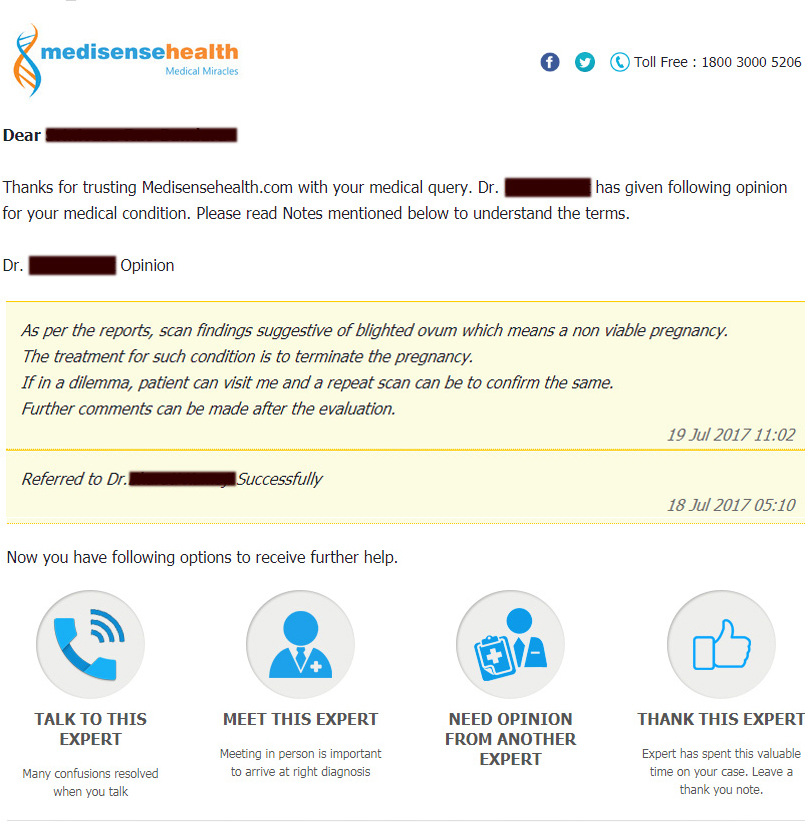 medisensehealth
Medical Miracles
Toll Free : 1800 3000 5206
Dear
Thanks for trusting Medisensehealth.com with your medical query. Dr. has given following opinion
for your medical condition. Please read Notes mentioned below to understand the terms.
Dr. Opinion
As per the reports, scan findings suggestive of blighted ovum which means a non viable pregnancy.
The treatment for such condition is to terminate the pregnancy.
If in a dilemma, patient can visit me and a repeat scan can be to confirm the same.
Further comments can be made after the evaluation.
19 Jul 2017 11:02
Referred to Dr. Successfully
18 Jul 2017 05:10
Now you have following options to receive further help.
TALK TO THIS
EXPERT
Many confusions resolved
when you talk
MEET THIS EXPERT
Meeting in person is important
to arrive at right diagnosis
NEED OPINION
FROM ANOTHER
EXPERT
THANK THIS EXPERT
Expert has spent this valuable
time on your case. Leave a
thank you note.